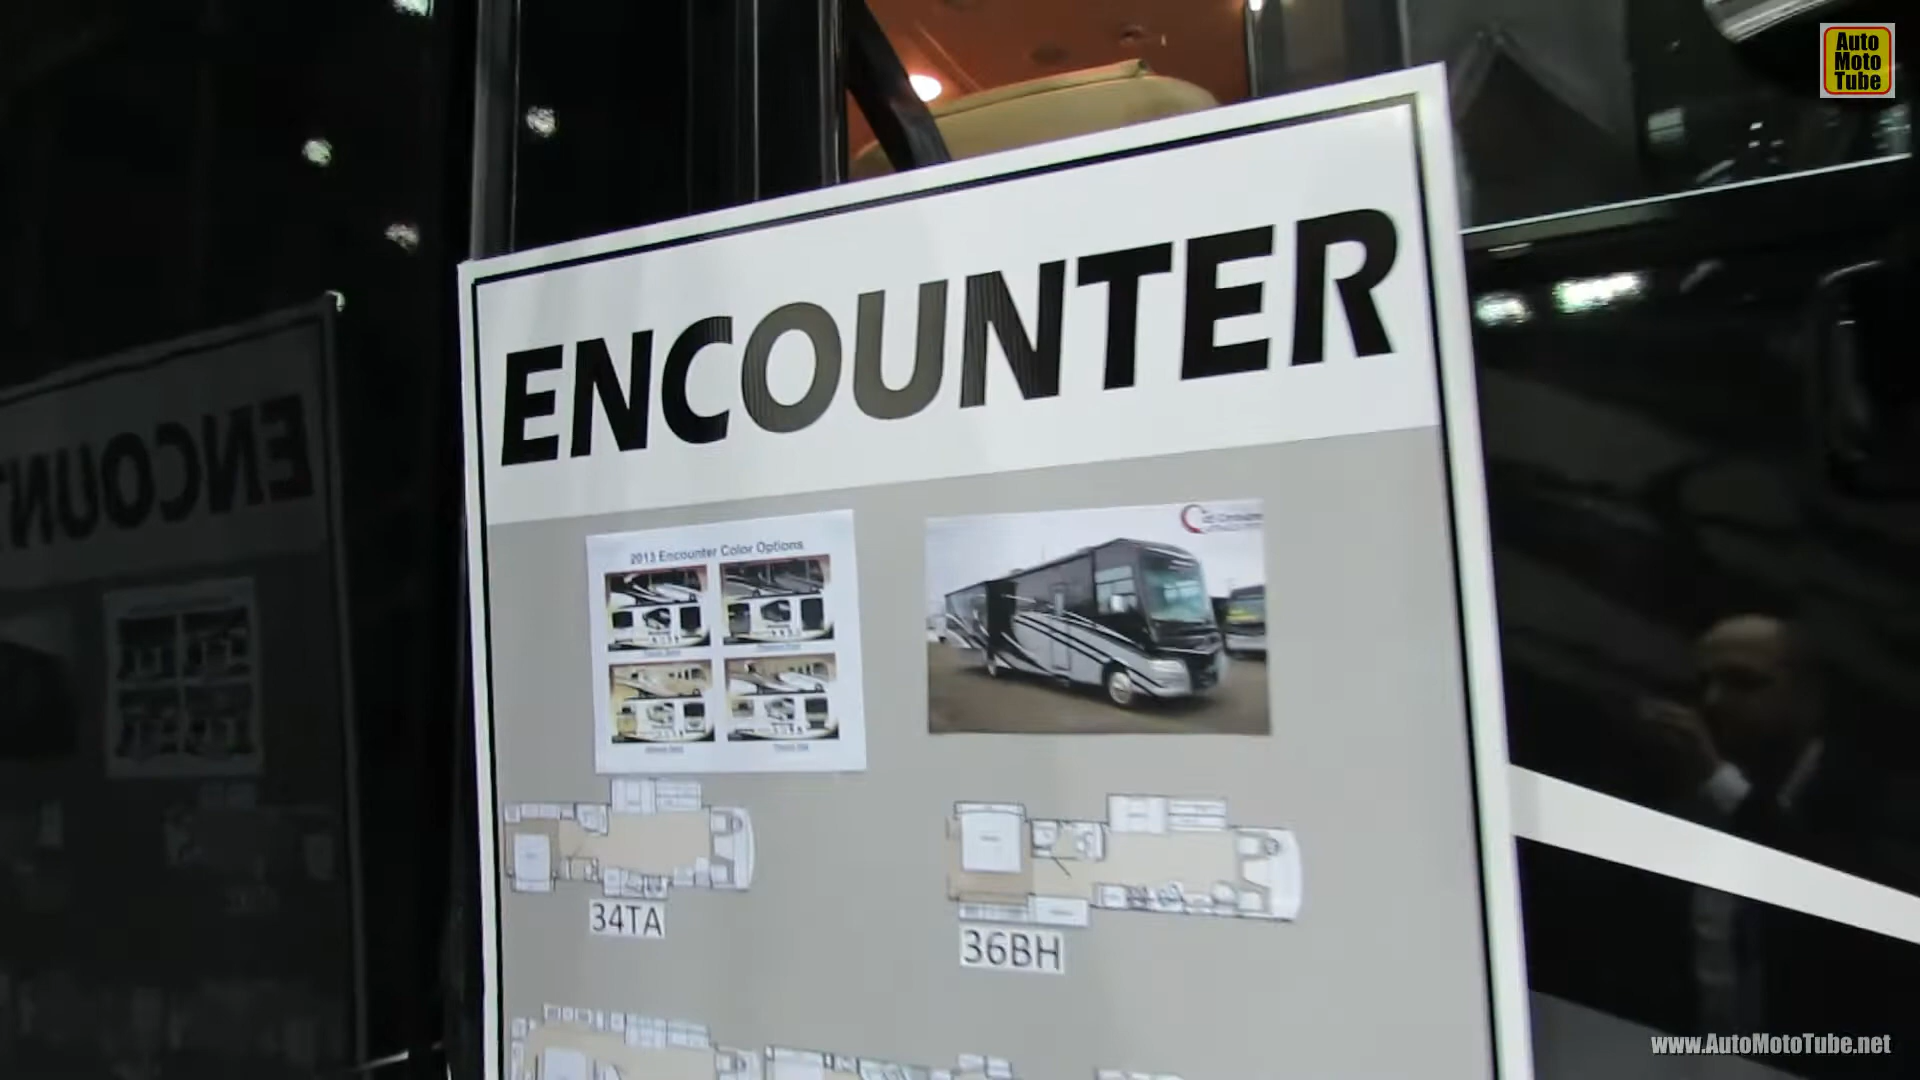 Auto
Moto
Tube
ENCOUNTER
2013 Encounter Color Options
34TA
36BH
www.AutoMotoTube.net